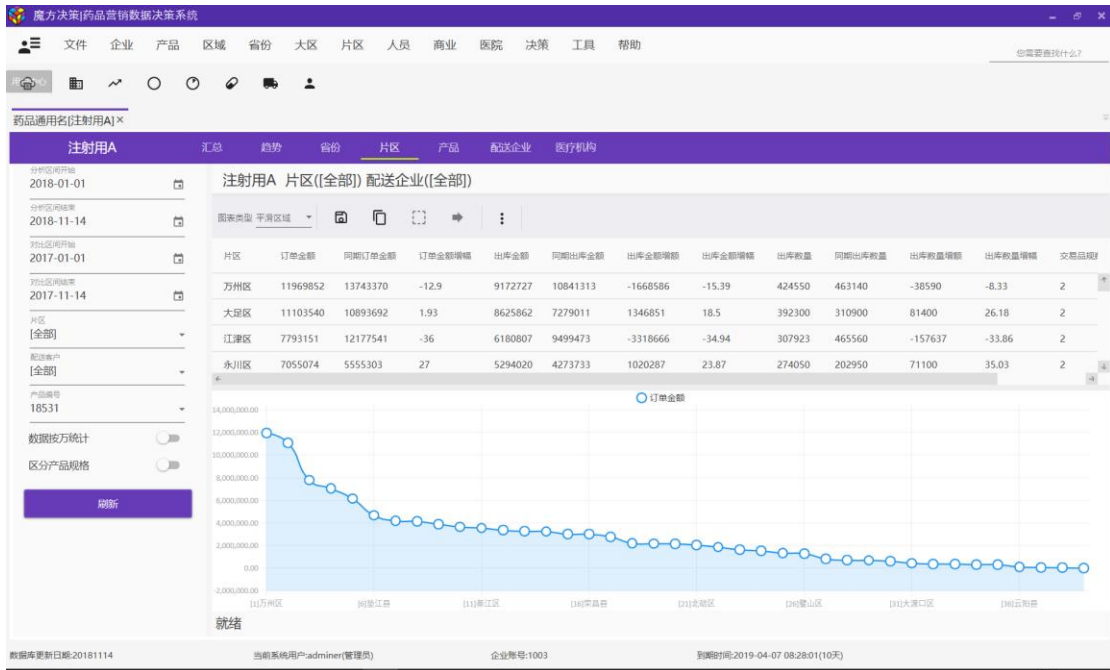 魔方决策|药品营销数据决策系统
文件 企业 产品 区域 省份 大区 片区 人员 商业 医院 决策 工具 帮助
您需要查找什么?
药品通用名[注射用A] ×
注射用A 汇总 趋势 省份 片区 产品 配送企业 医疗机构
分析区间开始
2018-01-01
分析区间结束
2018-11-14
对比区间开始
2017-01-01
对比区间结束
2017-11-14
片区
[全部]
配送客户
[全部]
产品编号
18531
数据按万统计
区分产品规格
刷新
注射用A 片区([全部]) 配送企业([全部])
图表类型 平滑区域
片区 订单金额 同期订单金额 订单金额增幅 出库金额 同期出库金额 出库金额增额 出库金额增幅 出库数量 同期出库数量 出库数量增额 出库数量增幅 交易品规
万州区 11969852 13743370 -12.9 9172727 10841313 -1668586 -15.39 424550 463140 -38590 -8.33 2
大足区 11103540 10893692 1.93 8625862 7279011 1346851 18.5 392300 310900 81400 26.18 2
江津区 7793151 12177541 -36 6180807 9499473 -3318666 -34.94 307923 465560 -157637 -33.86 2
永川区 7055074 5555303 27 5294020 4273733 1020287 23.87 274050 202950 71100 35.03 2
订单金额
14,000,000.00
12,000,000.00
10,000,000.00
8,000,000.00
6,000,000.00
4,000,000.00
2,000,000.00
0.00
-2,000,000.00
[1]万州区 [6]垫江县 [11]綦江区 [16]荣昌县 [21]北碚区 [26]璧山区 [31]大渡口区 [36]云阳县
就绪
数据库更新日期:20181114 当前系统用户:adminer(管理员) 企业账号:1003 到期时间:2019-04-07 08:28:01(10天)